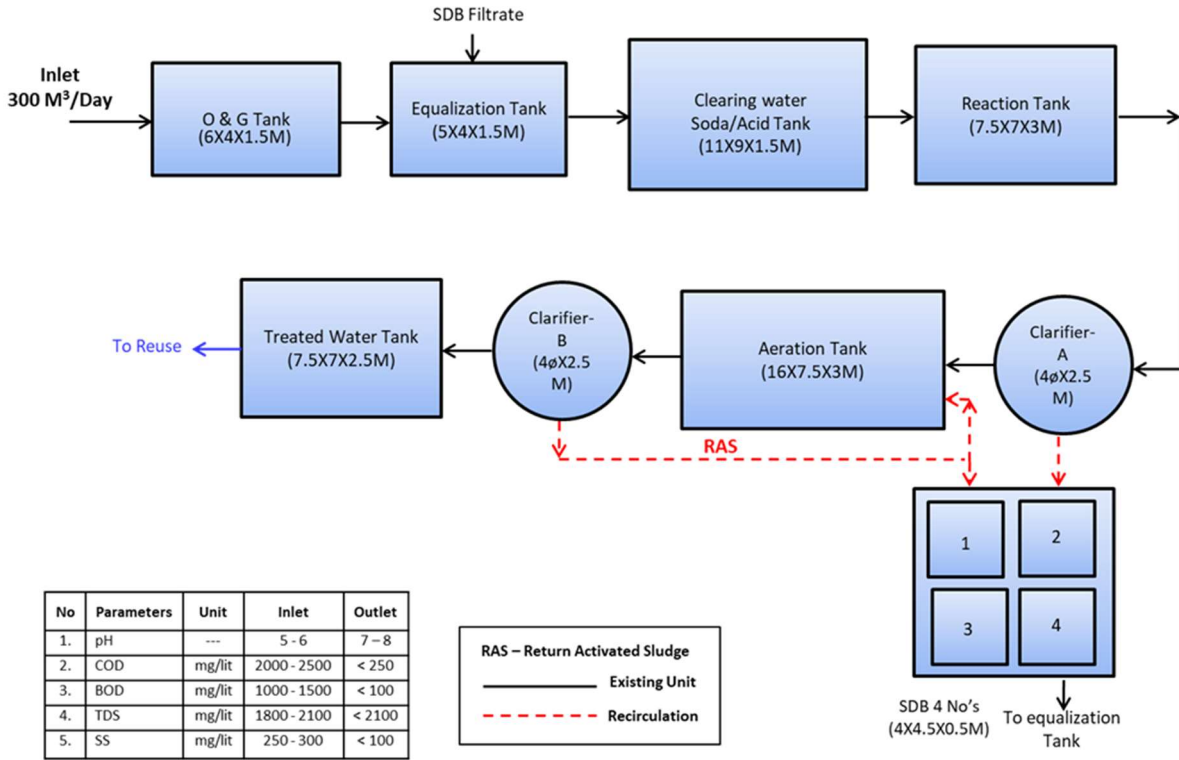 SDB Filtrate
Inlet
300 M³/Day
O & G Tank
(6X4X1.5M)
Equalization Tank
(5X4X1.5M)
Clearing water
Soda/Acid Tank
(11X9X1.5M)
Reaction Tank
(7.5X7X3M)
To Reuse
Treated Water Tank
(7.5X7X2.5M)
Clarifier-
B
(4øX2.5
M)
Aeration Tank
(16X7.5X3M)
Clarifier-
A
(4øX2.5
M)
RAS
1
2
3
4
SDB 4 No's
(4X4.5X0.5M)
To equalization
Tank
No Parameters Unit Inlet Outlet
1. pH --- 5 - 6 7 – 8
2. COD mg/lit 2000 - 2500 < 250
3. BOD mg/lit 1000 - 1500 < 100
4. TDS mg/lit 1800 - 2100 < 2100
5. SS mg/lit 250 - 300 < 100
RAS – Return Activated Sludge
Existing Unit
Recirculation